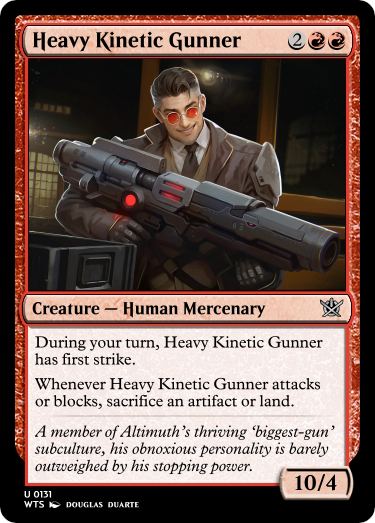 Heavy Kinetic Gunner 2
Creature — Human Mercenary
During your turn, Heavy Kinetic Gunner
has first strike.
Whenever Heavy Kinetic Gunner attacks
or blocks, sacrifice an artifact or land.
A member of Altimuth's thriving ‘biggest-gun’
subculture, his obnoxious personality is barely
outweighed by his stopping power.
10/4
U 0131
WTS DOUGLAS DUARTE